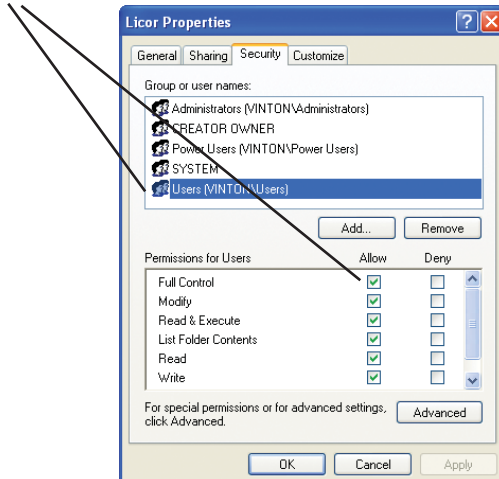 Licor Properties
General Sharing Security Customize
Group or user names:
Administrators (VINTON\Administrators)
CREATOR OWNER
Power Users (VINTON\Power Users)
SYSTEM
Users (VINTON\Users)
Add... Remove
Permissions for Users Allow Deny
Full Control
Modify
Read & Execute
List Folder Contents
Read
Write
For special permissions or for advanced settings,
click Advanced.
Advanced
OK Cancel Apply